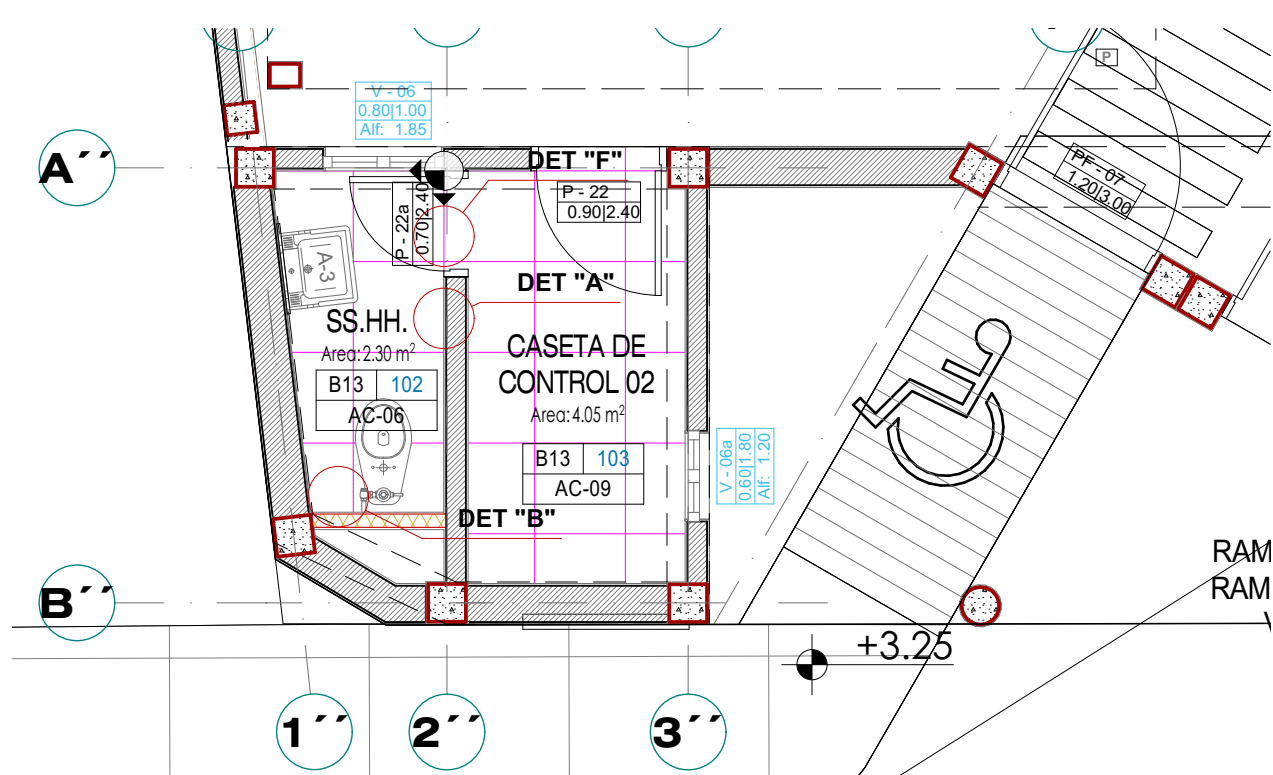 P
V - 06
0.80|1.00
Alf: 1.85
A´´
DET "F"
P - 22
0.90|2.40
P - 22a
0.70|2.40
PF - 07
1.20|3.00
A-3
DET "A"
SS.HH.
Area: 2.30 m²
B13 102
AC-06
CASETA DE
CONTROL 02
Area: 4.05 m²
B13 103
AC-09
V - 06a
0.60|1.80
Alf: 1.20
DET "B"
RAM
RAM
B´´
+3.25
1´´ 2´´ 3´´